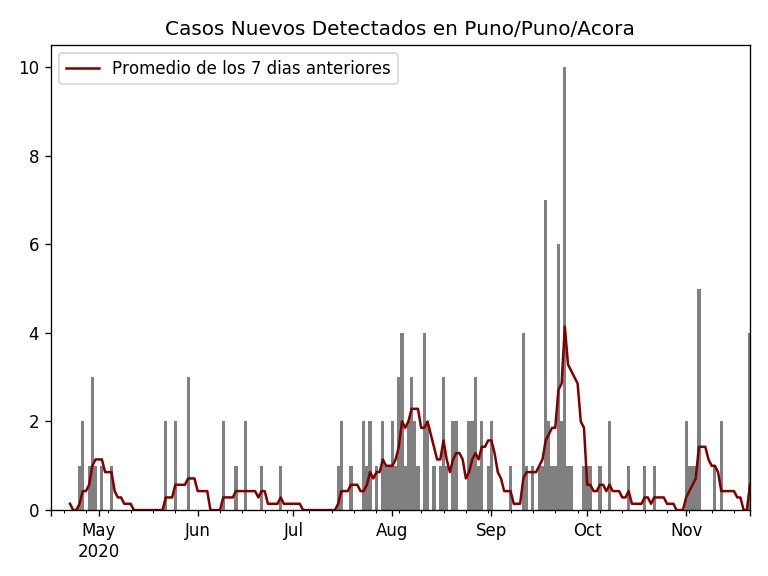 Casos Nuevos Detectados en Puno/Puno/Acora
Promedio de los 7 dias anteriores
10
8
6
4
2
0
May Jun Jul Aug Sep Oct Nov
2020